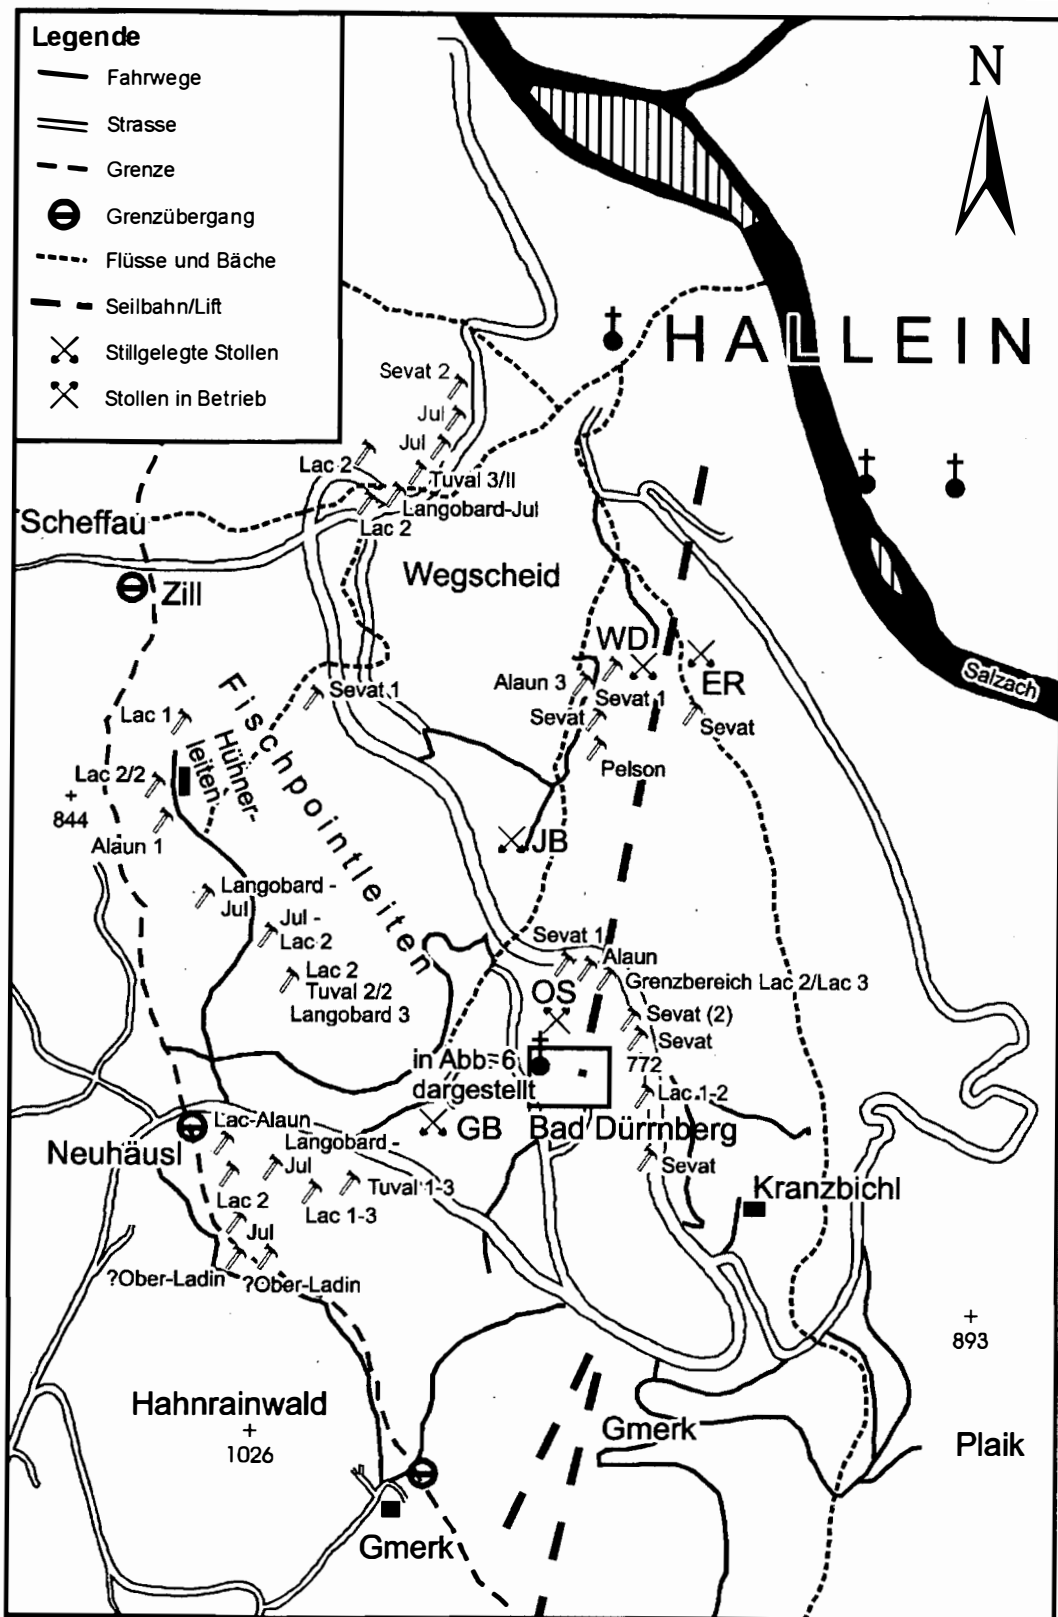 Legende
Fahrwege
Strasse
Grenze
Grenzübergang
Flüsse und Bäche
Seilbahn/Lift
Stillgelegte Stollen
Stollen in Betrieb
N
HALLEIN
Sevat 2
Jul
Jul
Lac 2
Tuval 3/II
Langobard-Jul
Lac 2
Scheffau
Wegscheid
Zill
WD
ER
Salzach
Alaun 3
Sevat 1
Sevat 1
Sevat
Sevat
Fischpointleiten
Lac 1
Hühner-
leiten
Pelson
Lac 2/2
844
JB
Alaun 1
Langobard -
Jul
Jul -
Lac 2
Sevat 1
Alaun
Lac 2
Tuval 2/2
Langobard 3
Grenzbereich Lac 2/Lac 3
OS
Sevat (2)
Sevat
in Abb. 6
dargestellt
772
Lac 1-2
Lac-Alaun
GB
Bad Dürrnberg
Neuhäusl
Langobard -
Jul
Sevat
Tuval 1-3
Kranzbichl
Lac 2
Lac 1-3
Jul
?Ober-Ladin
?Ober-Ladin
893
Hahnrainwald
1026
Gmerk
Plaik
Gmerk